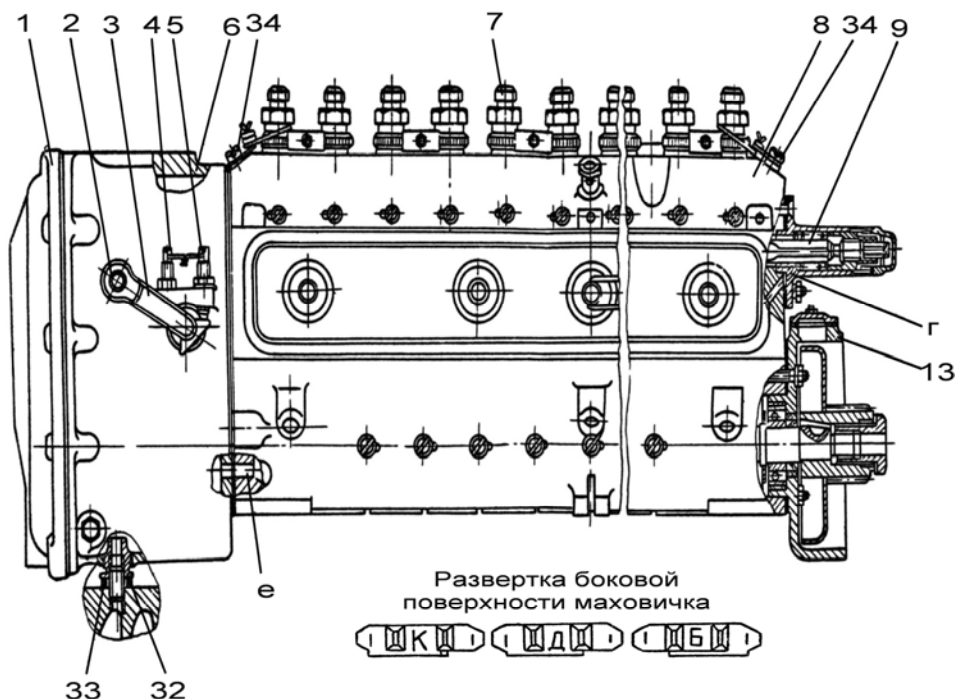 1 2 3 4 5 6 34 7 8 34 9
г
13
е
33 32
Развертка боковой
поверхности маховичка
К Д Б